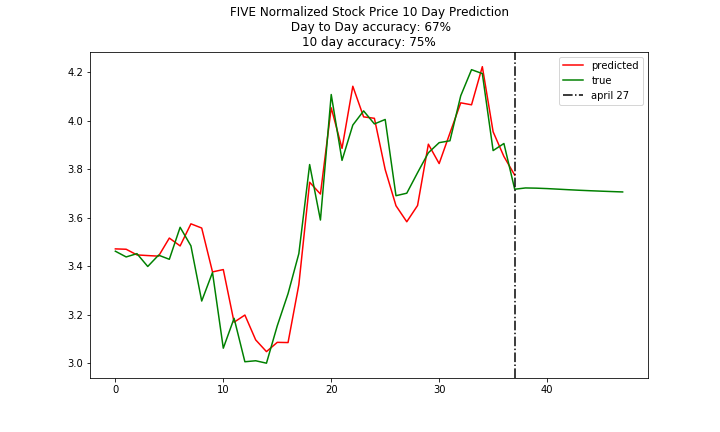 FIVE Normalized Stock Price 10 Day Prediction
Day to Day accuracy: 67%
10 day accuracy: 75%
predicted
true
april 27
4.2
4.0
3.8
3.6
3.4
3.2
3.0
0 10 20 30 40